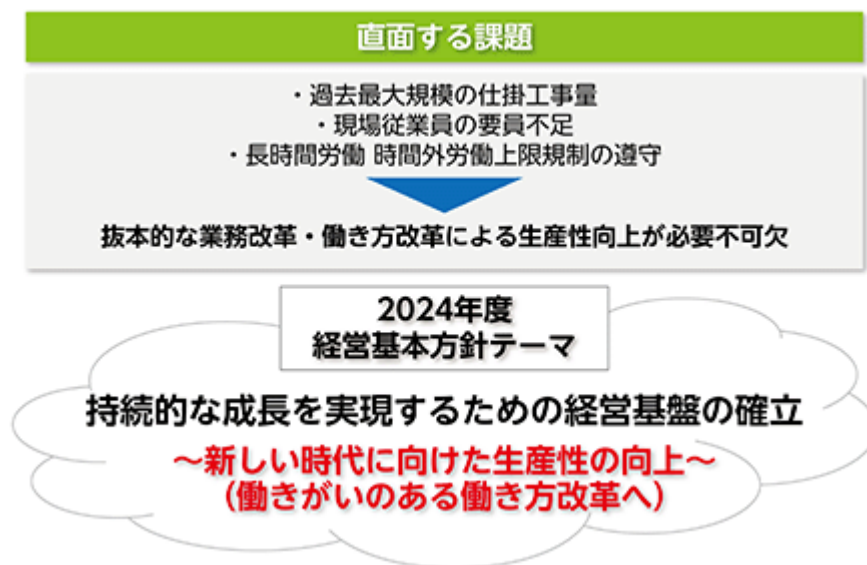 直面する課題
・過去最大規模の仕掛工事量
・現場従業員の要員不足
・長時間労働 時間外労働上限規制の遵守
抜本的な業務改革・働き方改革による生産性向上が必要不可欠
2024年度
経営基本方針テーマ
持続的な成長を実現するための経営基盤の確立
～新しい時代に向けた生産性の向上～
（働きがいのある働き方改革へ）